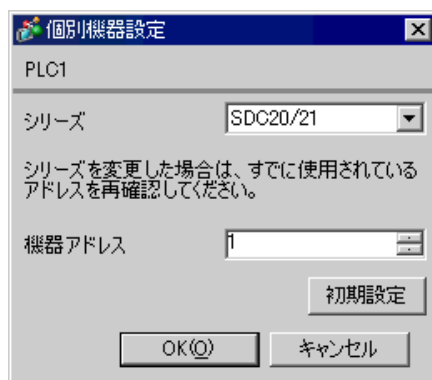 個別機器設定
PLC1
シリーズ SDC20/21
シリーズを変更した場合は、すでに使用されている
アドレスを再確認してください。
機器アドレス 1
初期設定
OK(O) キャンセル